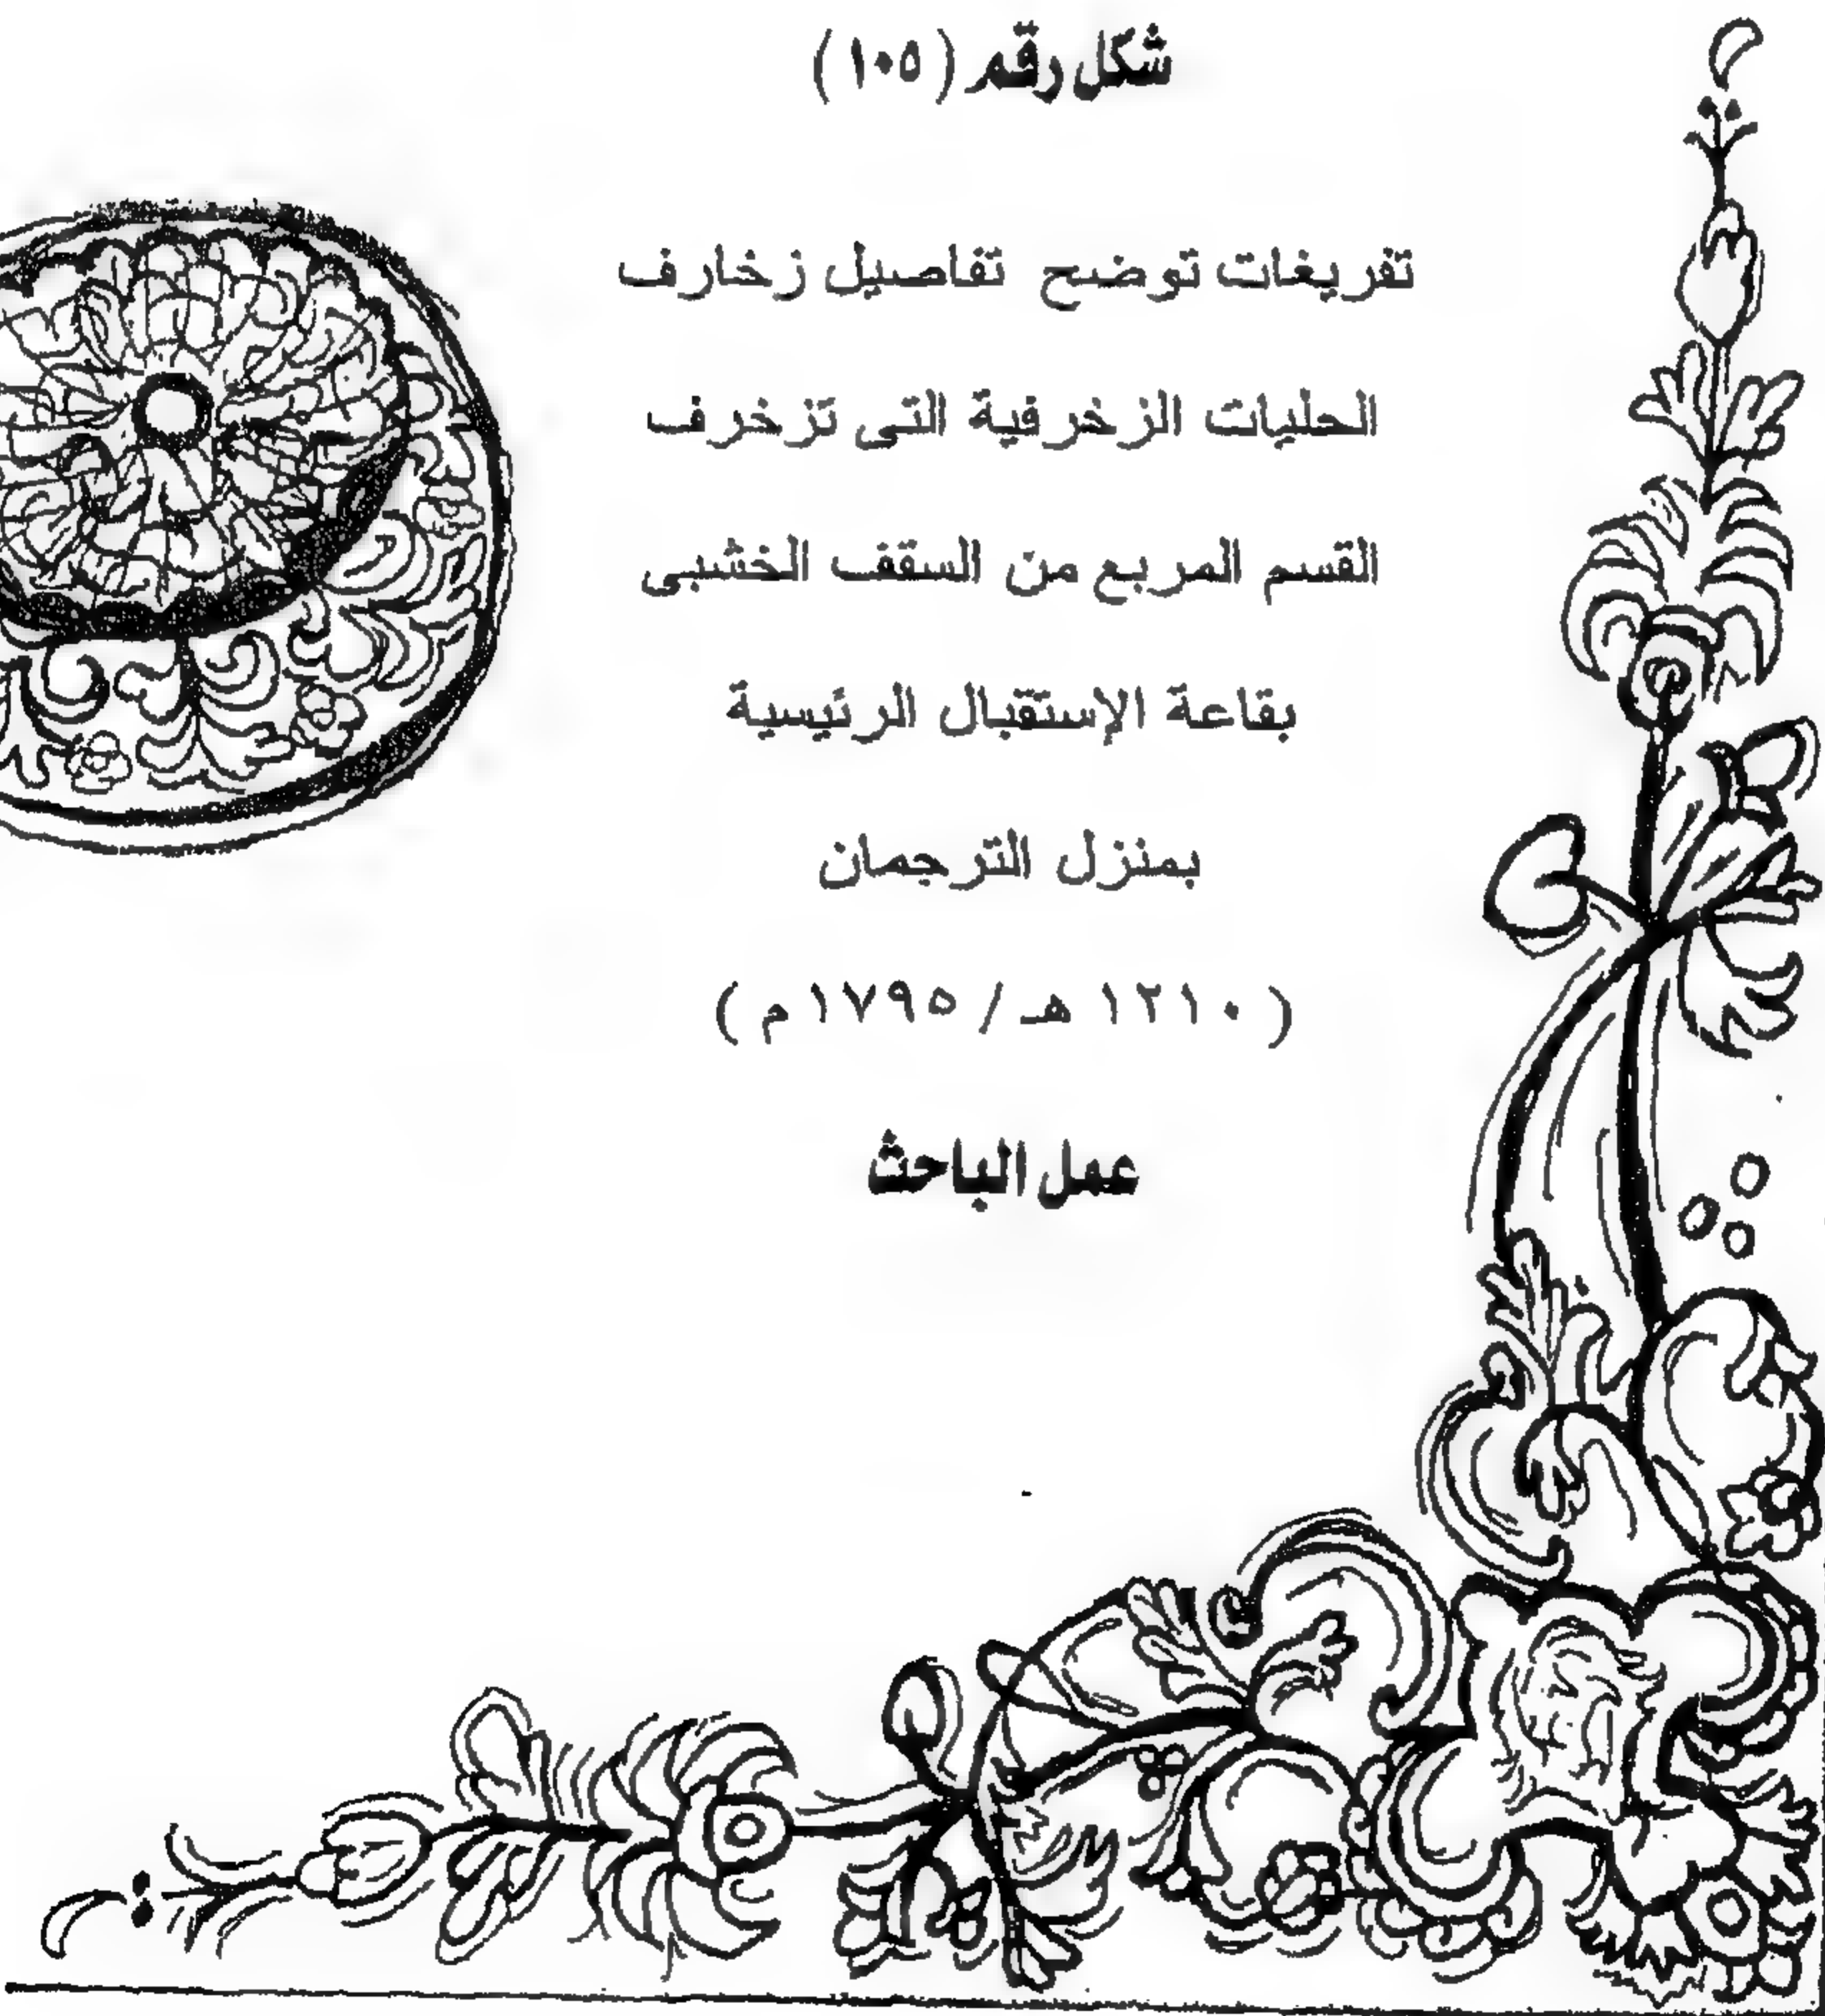 شكل رقم (١٠٥)
تفريغات توضح تفاصيل زخارف
الحليات الزخرفية التى تزخرف
القسم المربع من السقف الخشبى
بقاعة الإستقبال الرئيسية
بمنزل الترجمان
( ١٢١٠ هـ / ١٧٩٥ م )
عمل الباحث